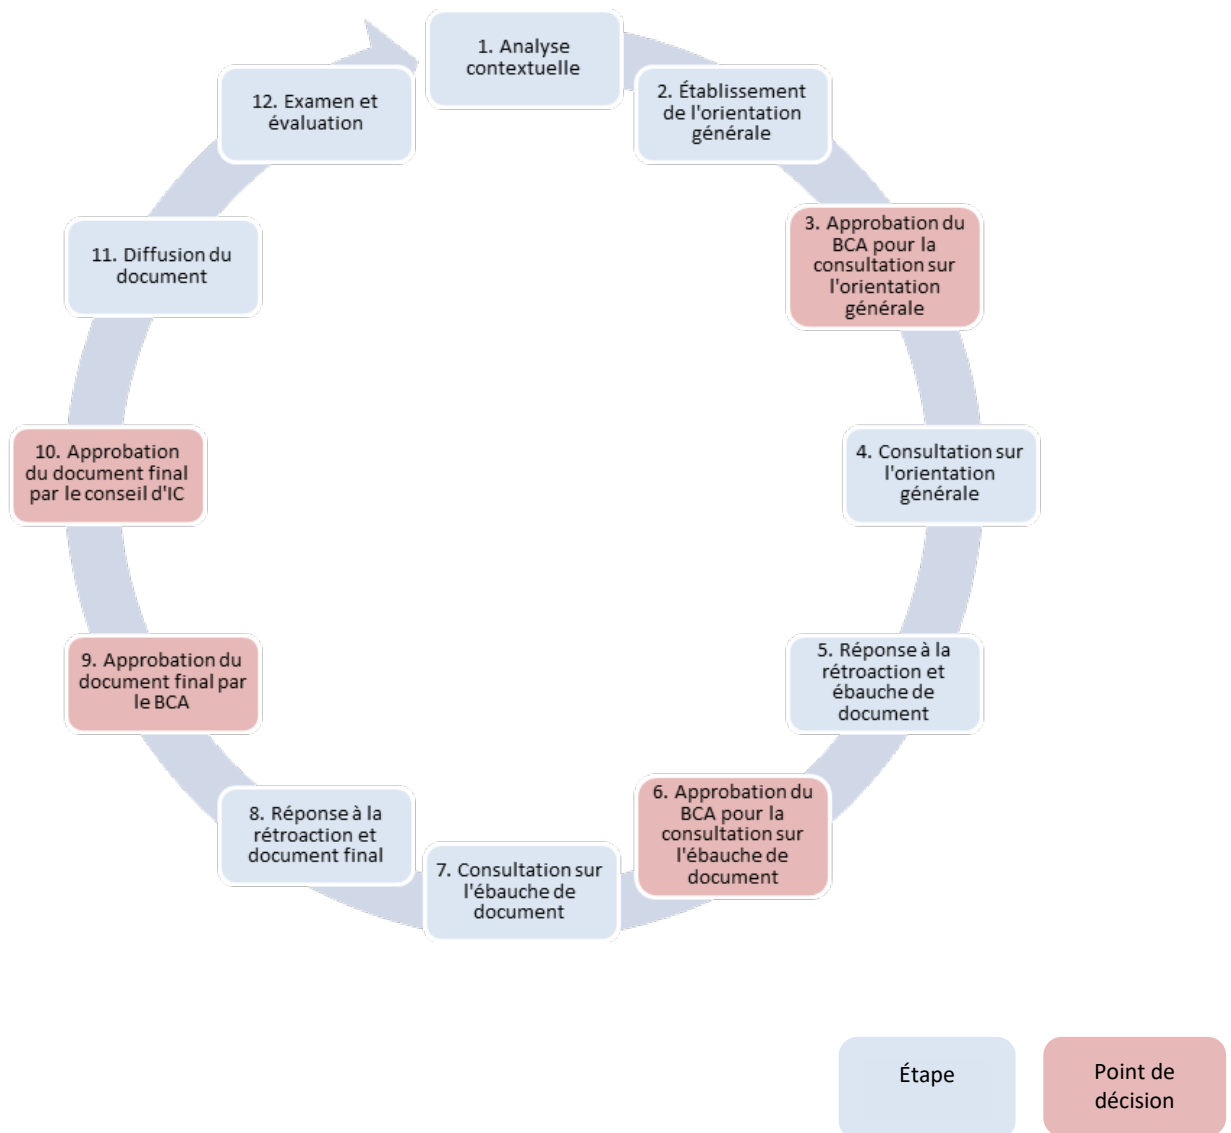 1. Analyse
contextuelle
2. Établissement
de l'orientation
générale
3. Approbation du
BCA pour la
consultation sur
l'orientation
générale
4. Consultation sur
l'orientation
générale
5. Réponse à la
rétroaction et
ébauche de
document
6. Approbation du
BCA pour la
consultation sur
l'ébauche de
document
7. Consultation sur
l'ébauche de
document
8. Réponse à la
rétroaction et
document final
9. Approbation du
document final par
le BCA
10. Approbation
du document final
par le conseil d'IC
11. Diffusion du
document
12. Examen et
évaluation
Étape
Point de
décision